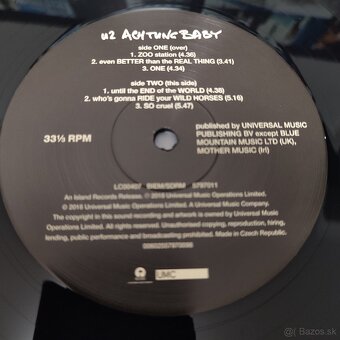 U2 ACHTUNG BABY
side ONE (over)
1. ZOO station (4.36)
2. even BETTER than the REAL THING (3.41)
3. ONE (4.34)
side TWO (this side)
1. until the END of the WORLD (4.38)
2. who's gonna RIDE your WILD HORSES (5.16)
3. SO cruel (5.47)
33⅓ RPM
published by UNIVERSAL MUSIC
PUBLISHING BV except BLUE
MOUNTAIN MUSIC LTD (UK),
MOTHER MUSIC (Irl)
LC00407 BIEM/SDRM 5797011
An Island Records Release. ℗ 2018 Universal Music Operations Limited.
© 2018 Universal Music Operations Limited. A Universal Music Company.
The copyright in this sound recording and artwork is owned by Universal Music
Operations Limited. Unauthorised copying, reproduction, hiring,
lending, public performance and broadcasting prohibited. Made in Czech Republic.
00602557970098
UMC
@( Bazos.sk